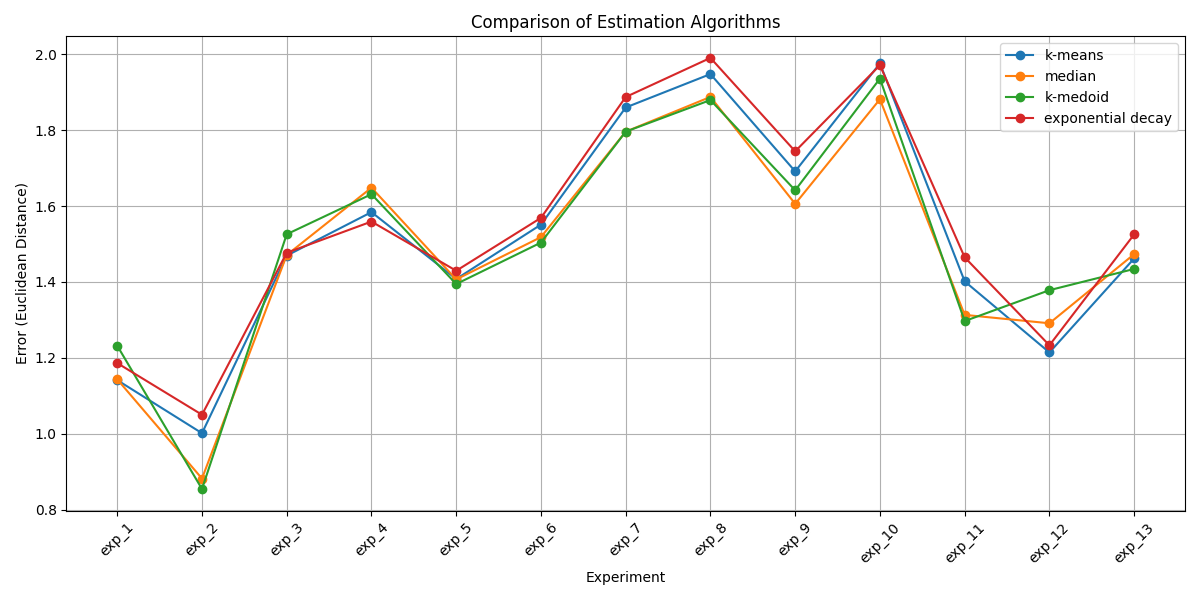 Comparison of Estimation Algorithms
k-means
median
k-medoid
exponential decay
Error (Euclidean Distance)
2.0
1.8
1.6
1.4
1.2
1.0
0.8
exp_1 exp_2 exp_3 exp_4 exp_5 exp_6 exp_7 exp_8 exp_9 exp_10 exp_11 exp_12 exp_13
Experiment